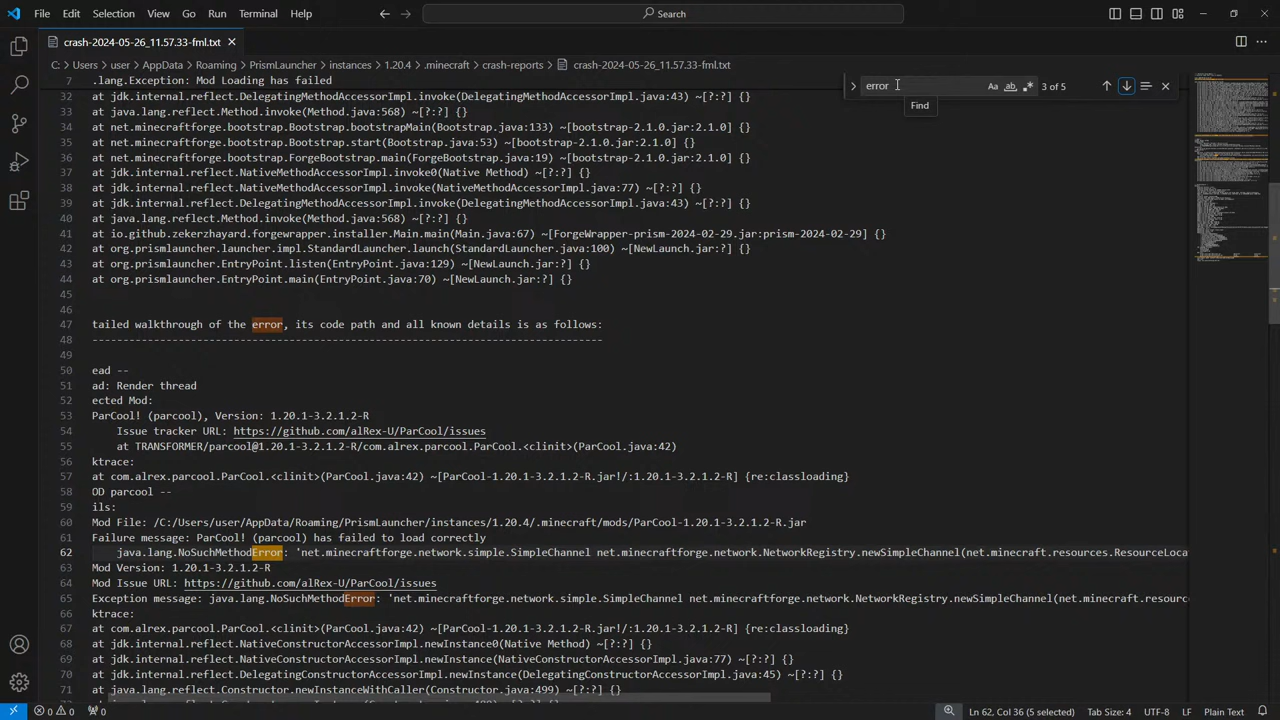 File Edit Selection View Go Run Terminal Help
Search
crash-2024-05-26_11.57.33-fml.txt
C: > Users > user > AppData > Roaming > PrismLauncher > instances > 1.20.4 > .minecraft > crash-reports > crash-2024-05-26_11.57.33-fml.txt
error
Aa ab 3 of 5
Find
7 .lang.Exception: Mod Loading has failed
32 at jdk.internal.reflect.DelegatingMethodAccessorImpl.invoke(DelegatingMethodAccessorImpl.java:43) ~[?:?] {}
33 at java.lang.reflect.Method.invoke(Method.java:568) ~[?:?] {}
34 at net.minecraftforge.bootstrap.Bootstrap.bootstrapMain(Bootstrap.java:133) ~[bootstrap-2.1.0.jar:2.1.0] {}
35 at net.minecraftforge.bootstrap.Bootstrap.start(Bootstrap.java:53) ~[bootstrap-2.1.0.jar:2.1.0] {}
36 at net.minecraftforge.bootstrap.ForgeBootstrap.main(ForgeBootstrap.java:19) ~[bootstrap-2.1.0.jar:2.1.0] {}
37 at jdk.internal.reflect.NativeMethodAccessorImpl.invoke0(Native Method) ~[?:?] {}
38 at jdk.internal.reflect.NativeMethodAccessorImpl.invoke(NativeMethodAccessorImpl.java:77) ~[?:?] {}
39 at jdk.internal.reflect.DelegatingMethodAccessorImpl.invoke(DelegatingMethodAccessorImpl.java:43) ~[?:?] {}
40 at java.lang.reflect.Method.invoke(Method.java:568) ~[?:?] {}
41 at io.github.zekerzhayard.forgewrapper.installer.Main.main(Main.java:67) ~[ForgeWrapper-prism-2024-02-29.jar:prism-2024-02-29] {}
42 at org.prismlauncher.launcher.impl.StandardLauncher.launch(StandardLauncher.java:100) ~[NewLaunch.jar:?] {}
43 at org.prismlauncher.EntryPoint.listen(EntryPoint.java:129) ~[NewLaunch.jar:?] {}
44 at org.prismlauncher.EntryPoint.main(EntryPoint.java:70) ~[NewLaunch.jar:?] {}
45
46
47 tailed walkthrough of the error, its code path and all known details is as follows:
48 ---------------------------------------------------------------------------------------
49
50 ead --
51 ad: Render thread
52 ected Mod:
53 ParCool! (parcool), Version: 1.20.1-3.2.1.2-R
54 Issue tracker URL: https://github.com/alRex-U/ParCool/issues
55 at TRANSFORMER/parcool@1.20.1-3.2.1.2-R/com.alrex.parcool.ParCool.<clinit>(ParCool.java:42)
56 ktrace:
57 at com.alrex.parcool.ParCool.<clinit>(ParCool.java:42) ~[ParCool-1.20.1-3.2.1.2-R.jar!/:1.20.1-3.2.1.2-R] {re:classloading}
58 OD parcool --
59 ils:
60 Mod File: /C:/Users/user/AppData/Roaming/PrismLauncher/instances/1.20.4/.minecraft/mods/ParCool-1.20.1-3.2.1.2-R.jar
61 Failure message: ParCool! (parcool) has failed to load correctly
62 java.lang.NoSuchMethodError: 'net.minecraftforge.network.simple.SimpleChannel net.minecraftforge.network.NetworkRegistry.newSimpleChannel(net.minecraft.resources.ResourceLoca
63 Mod Version: 1.20.1-3.2.1.2-R
64 Mod Issue URL: https://github.com/alRex-U/ParCool/issues
65 Exception message: java.lang.NoSuchMethodError: 'net.minecraftforge.network.simple.SimpleChannel net.minecraftforge.network.NetworkRegistry.newSimpleChannel(net.minecraft.resourc
66 ktrace:
67 at com.alrex.parcool.ParCool.<clinit>(ParCool.java:42) ~[ParCool-1.20.1-3.2.1.2-R.jar!/:1.20.1-3.2.1.2-R] {re:classloading}
68 at jdk.internal.reflect.NativeConstructorAccessorImpl.newInstance0(Native Method) ~[?:?] {}
69 at jdk.internal.reflect.NativeConstructorAccessorImpl.newInstance(NativeConstructorAccessorImpl.java:77) ~[?:?] {}
70 at jdk.internal.reflect.DelegatingConstructorAccessorImpl.newInstance(DelegatingConstructorAccessorImpl.java:45) ~[?:?] {}
71 at java.lang.reflect.Constructor.newInstanceWithCaller(Constructor.java:499) ~[?:?] {}
0 0 0 Ln 62, Col 36 (5 selected) Tab Size: 4 UTF-8 LF Plain Text